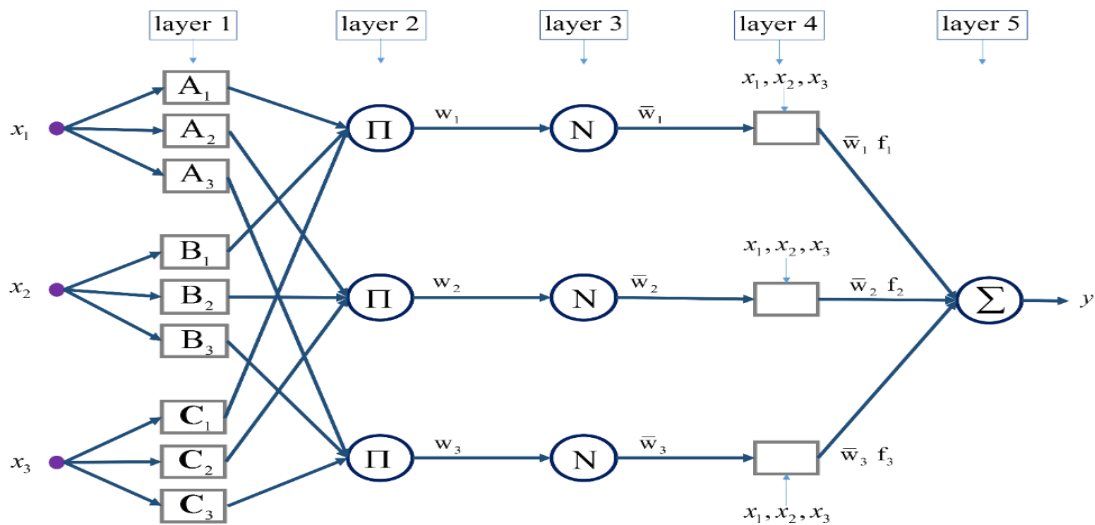 layer 1 layer 2 layer 3 layer 4 layer 5
x₁, x₂, x₃
A₁
x₁ A₂ Π w₁ N w̅₁
w̅₁ f₁
A₃
x₁, x₂, x₃
B₁
x₂ B₂ Π w₂ N w̅₂ w̅₂ f₂ Σ y
B₃
C₁
x₃ C₂ Π w₃ N w̅₃ w̅₃ f₃
C₃
x₁, x₂, x₃